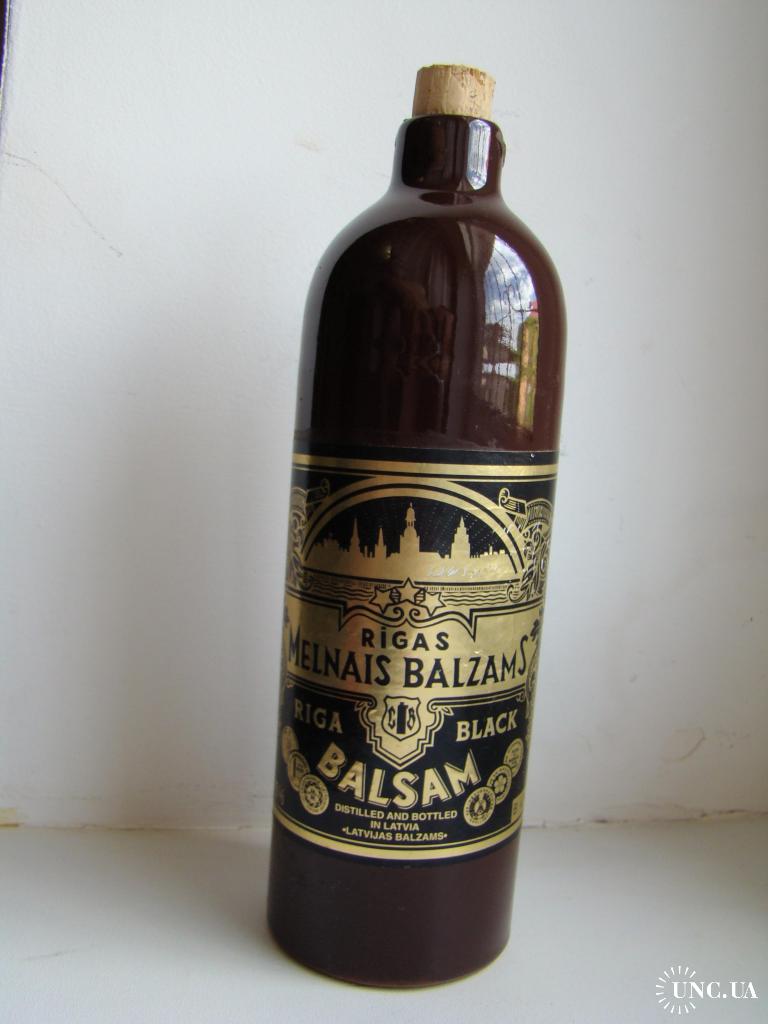 RĪGAS
MELNAIS BALZAMS
RIGA BLACK
BALSAM
DISTILLED AND BOTTLED
IN LATVIA
•LATVIJAS BALZAMS•
UNC.UA